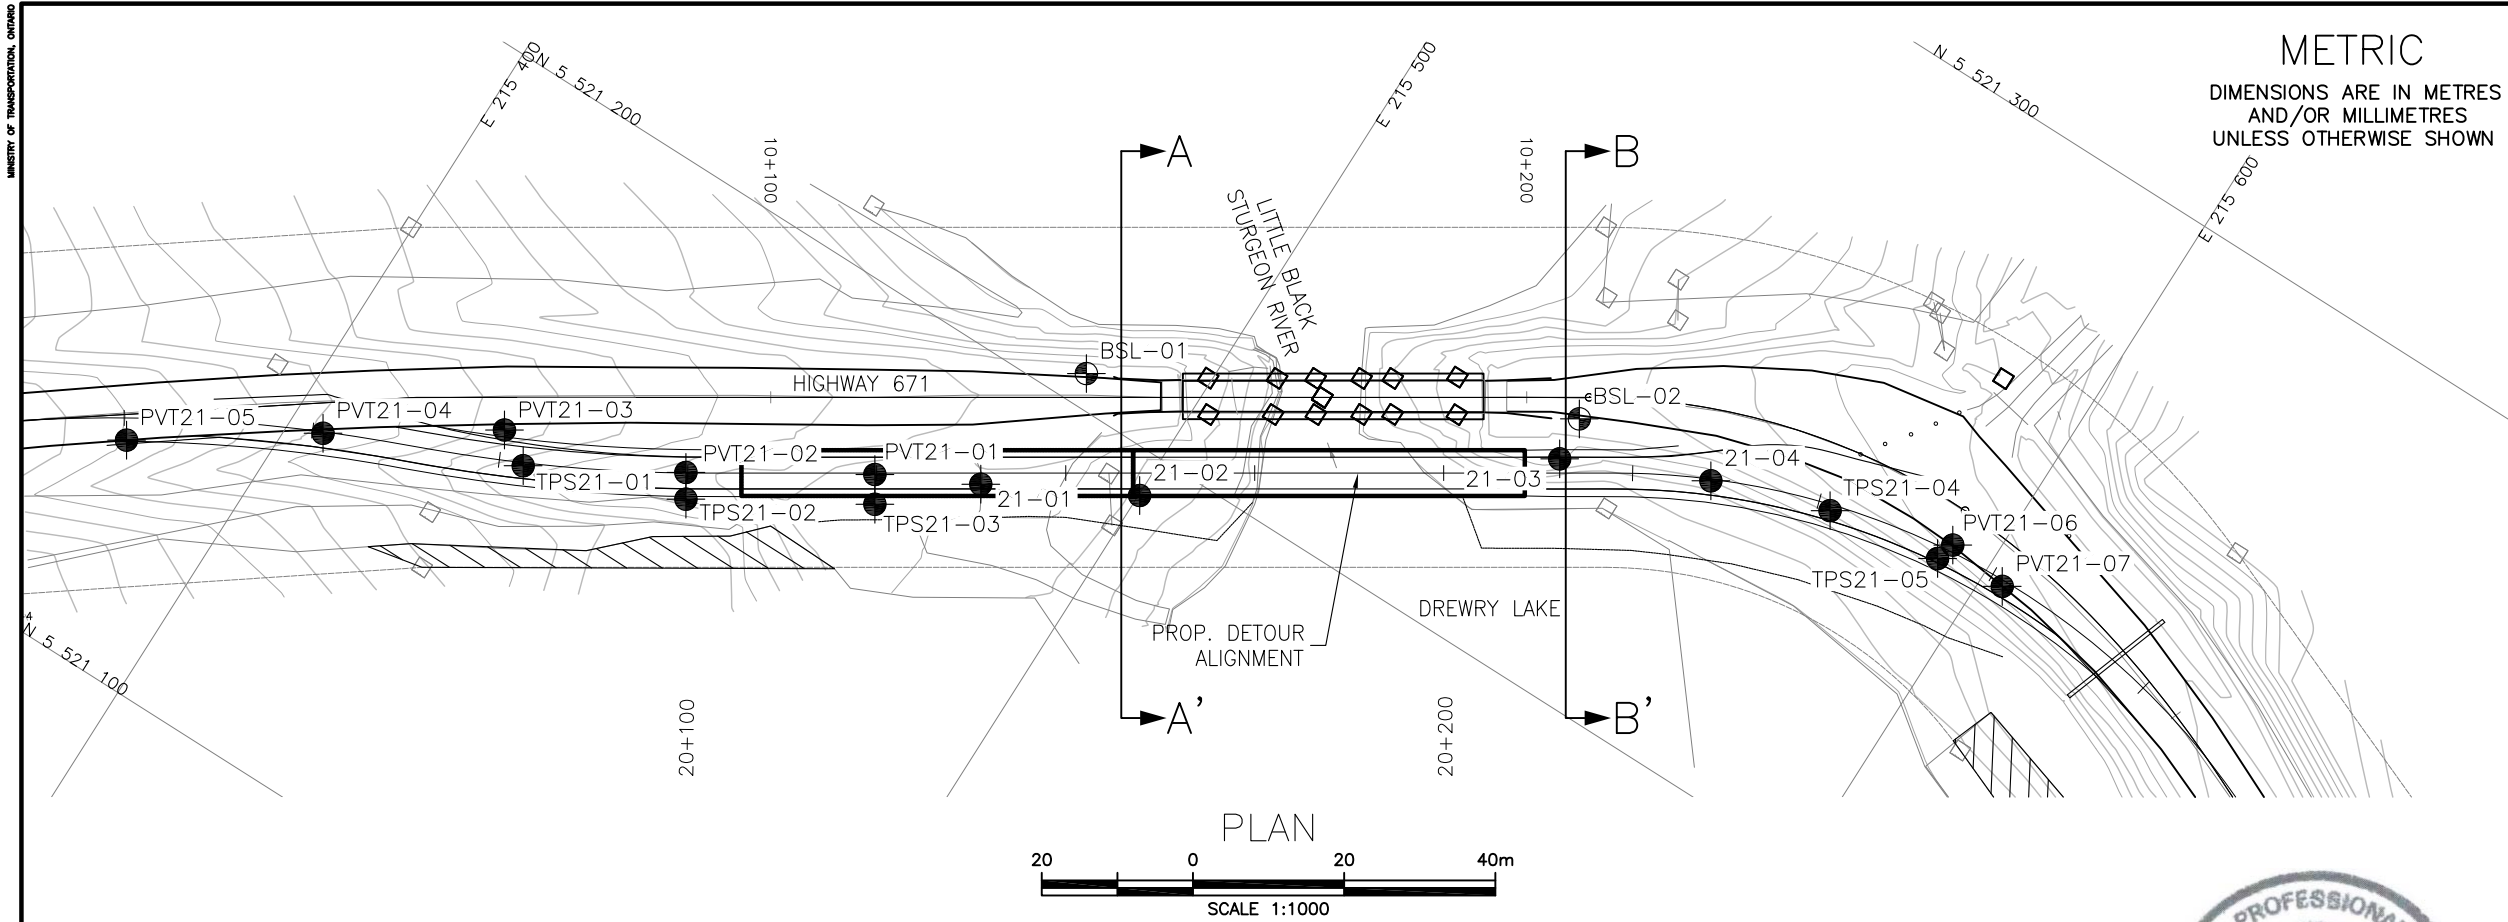 MINISTRY OF TRANSPORTATION, ONTARIO
METRIC
DIMENSIONS ARE IN METRES
AND/OR MILLIMETRES
UNLESS OTHERWISE SHOWN
E 215 400
N 5 521 200
E 215 500
N 5 521 300
E 215 600
10+100
10+200
A
B
LITTLE BLACK
STURGEON RIVER
BSL-01
HIGHWAY 671
BSL-02
PVT21-05
PVT21-04
PVT21-03
PVT21-02
PVT21-01
21-02
21-03
21-04
TPS21-01
21-01
TPS21-04
TPS21-02
TPS21-03
PVT21-06
PVT21-07
TPS21-05
DREWRY LAKE
PROP. DETOUR
ALIGNMENT
N 5 521 100
20+100
20+200
A'
B'
PLAN
20 0 20 40m
SCALE 1:1000
PROFESSIONAL